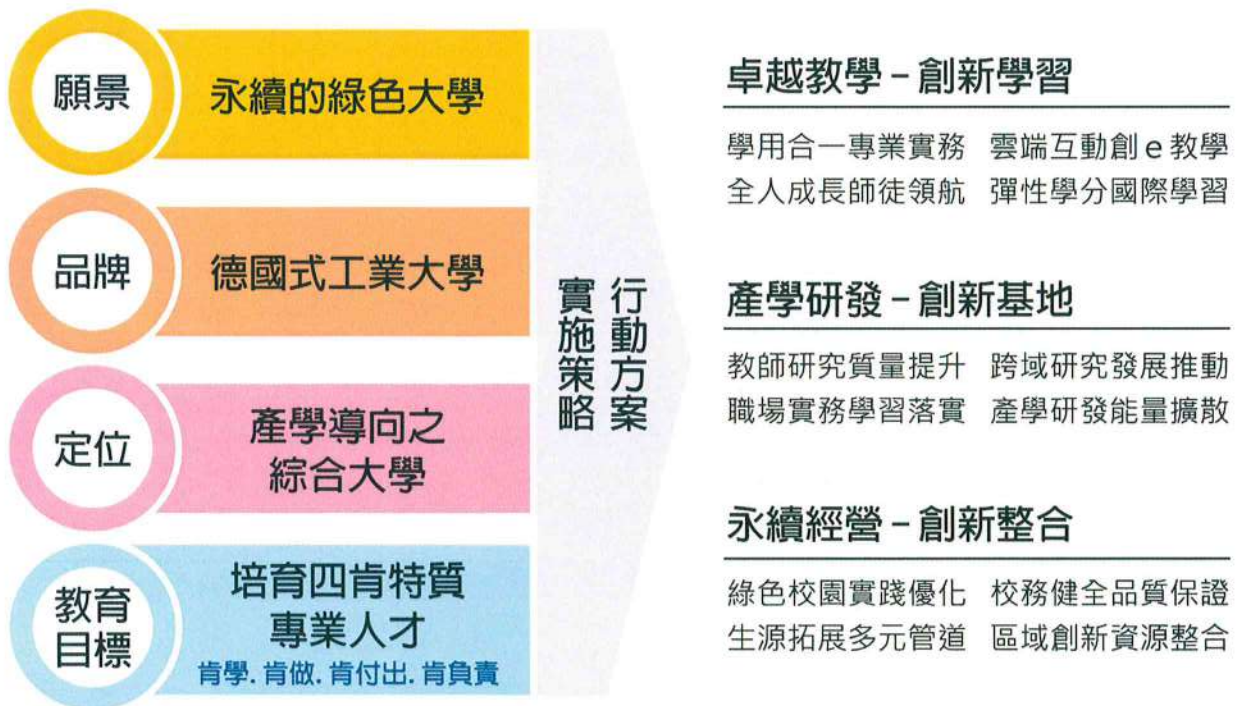 願景
永續的綠色大學
品牌
德國式工業大學
定位
產學導向之
綜合大學
教育
目標
培育四肯特質
專業人才
肯學. 肯做. 肯付出. 肯負責
行動方案
實施策略
卓越教學–創新學習
學用合一專業實務 雲端互動創e教學
全人成長師徒領航 彈性學分國際學習
產學研發–創新基地
教師研究質量提升 跨域研究發展推動
職場實務學習落實 產學研發能量擴散
永續經營–創新整合
綠色校園實踐優化 校務健全品質保證
生源拓展多元管道 區域創新資源整合